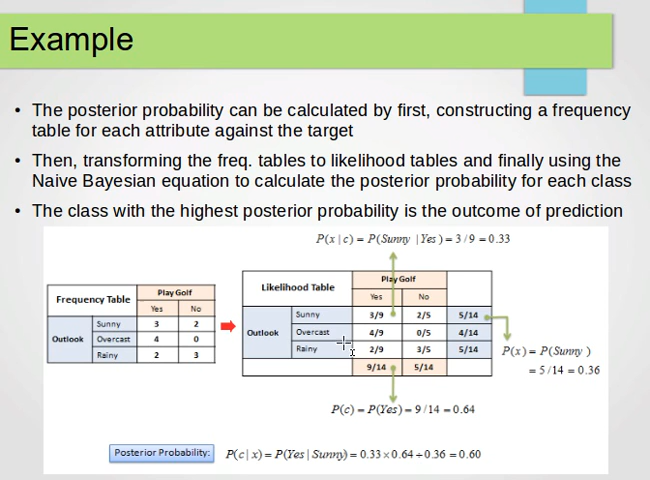 Example
• The posterior probability can be calculated by first, constructing a frequency
table for each attribute against the target
• Then, transforming the freq. tables to likelihood tables and finally using the
Naive Bayesian equation to calculate the posterior probability for each class
• The class with the highest posterior probability is the outcome of prediction
P(x | c) = P(Sunny | Yes) = 3 / 9 = 0.33
Frequency Table Play Golf
Yes No
Outlook Sunny 3 2
Overcast 4 0
Rainy 2 3
Likelihood Table Play Golf
Yes No
Outlook Sunny 3/9 2/5 5/14
Overcast 4/9 0/5 4/14
Rainy 2/9 3/5 5/14
9/14 5/14
P(x) = P(Sunny )
= 5 / 14 = 0.36
P(c) = P(Yes) = 9 / 14 = 0.64
Posterior Probability: P(c | x) = P(Yes | Sunny) = 0.33 × 0.64 ÷ 0.36 = 0.60